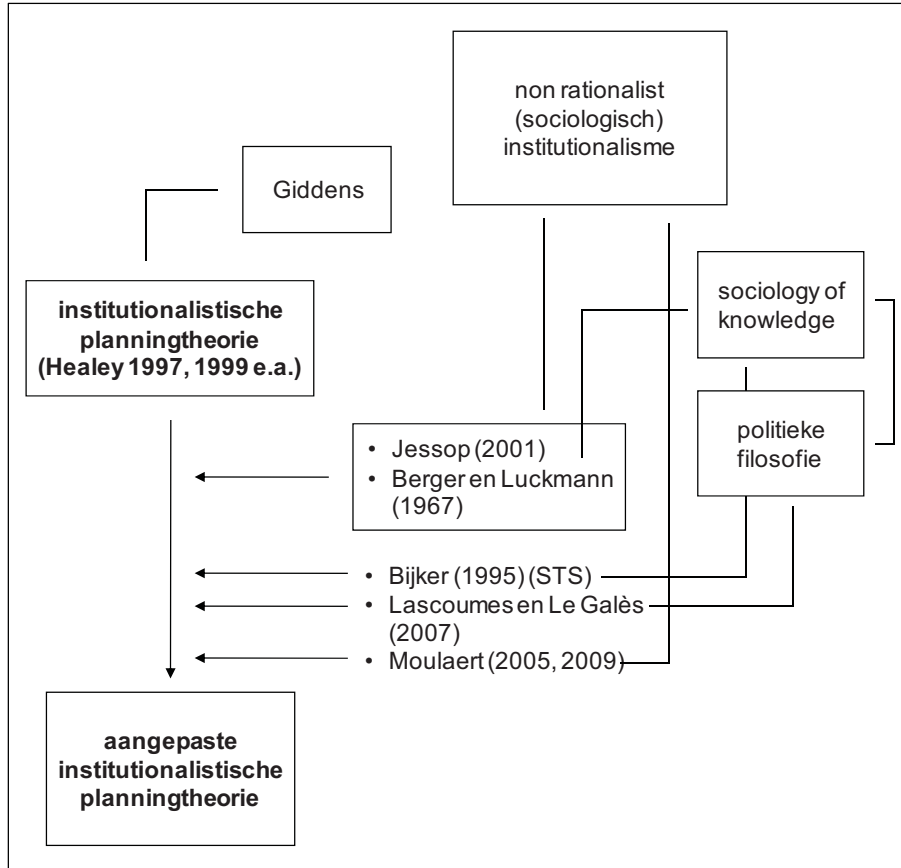 non rationalist
(sociologisch)
institutionalisme
Giddens
institutionalistische
planningtheorie
(Healey 1997, 1999 e.a.)
sociology of
knowledge
politieke
filosofie
• Jessop (2001)
• Berger en Luckmann
(1967)
• Bijker (1995) (STS)
• Lascoumes en Le Galès
(2007)
• Moulaert (2005, 2009)
aangepaste
institutionalistische
planningtheorie